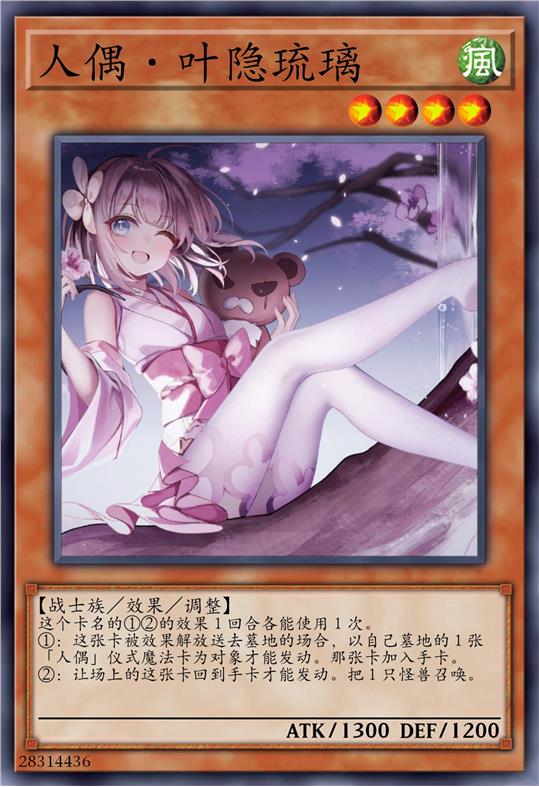 人偶·叶隐琉璃
風
【战士族／效果／调整】
这个卡名的①②的效果１回合各能使用１次。
①：这张卡被效果解放送去墓地的场合，以自己墓地的１张
「人偶」仪式魔法卡为对象才能发动。那张卡加入手卡。
②：让场上的这张卡回到手卡才能发动。把１只怪兽召唤。
ATK/1300 DEF/1200
28314436